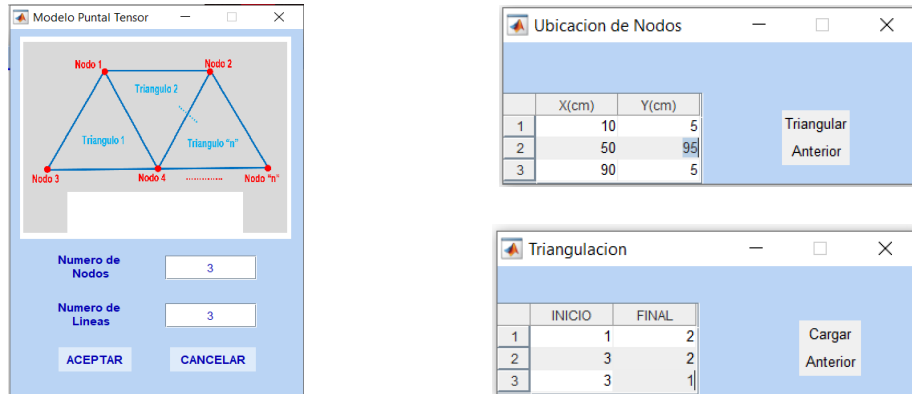 Modelo Puntal Tensor
Nodo 1
Nodo 2
Triangulo 2
Triangulo 1
Triangulo "n"
Nodo 3
Nodo 4
Nodo "n"
Numero de
Nodos
3
Numero de
Lineas
3
ACEPTAR
CANCELAR
Ubicacion de Nodos
X(cm) Y(cm)
1 10 5
2 50 95
3 90 5
Triangular
Anterior
Triangulacion
INICIO FINAL
1 1 2
2 3 2
3 3 1
Cargar
Anterior